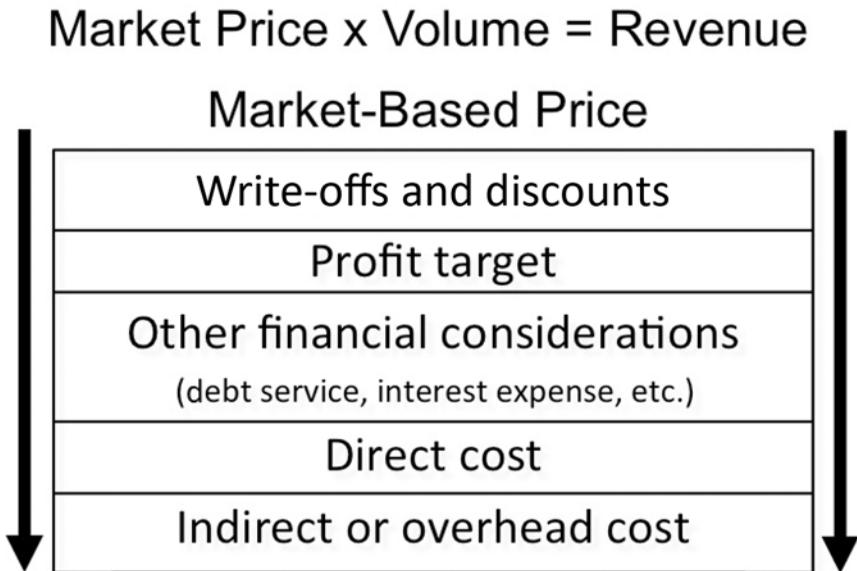 Market Price x Volume = Revenue
Market-Based Price
Write-offs and discounts
Profit target
Other financial considerations
(debt service, interest expense, etc.)
Direct cost
Indirect or overhead cost